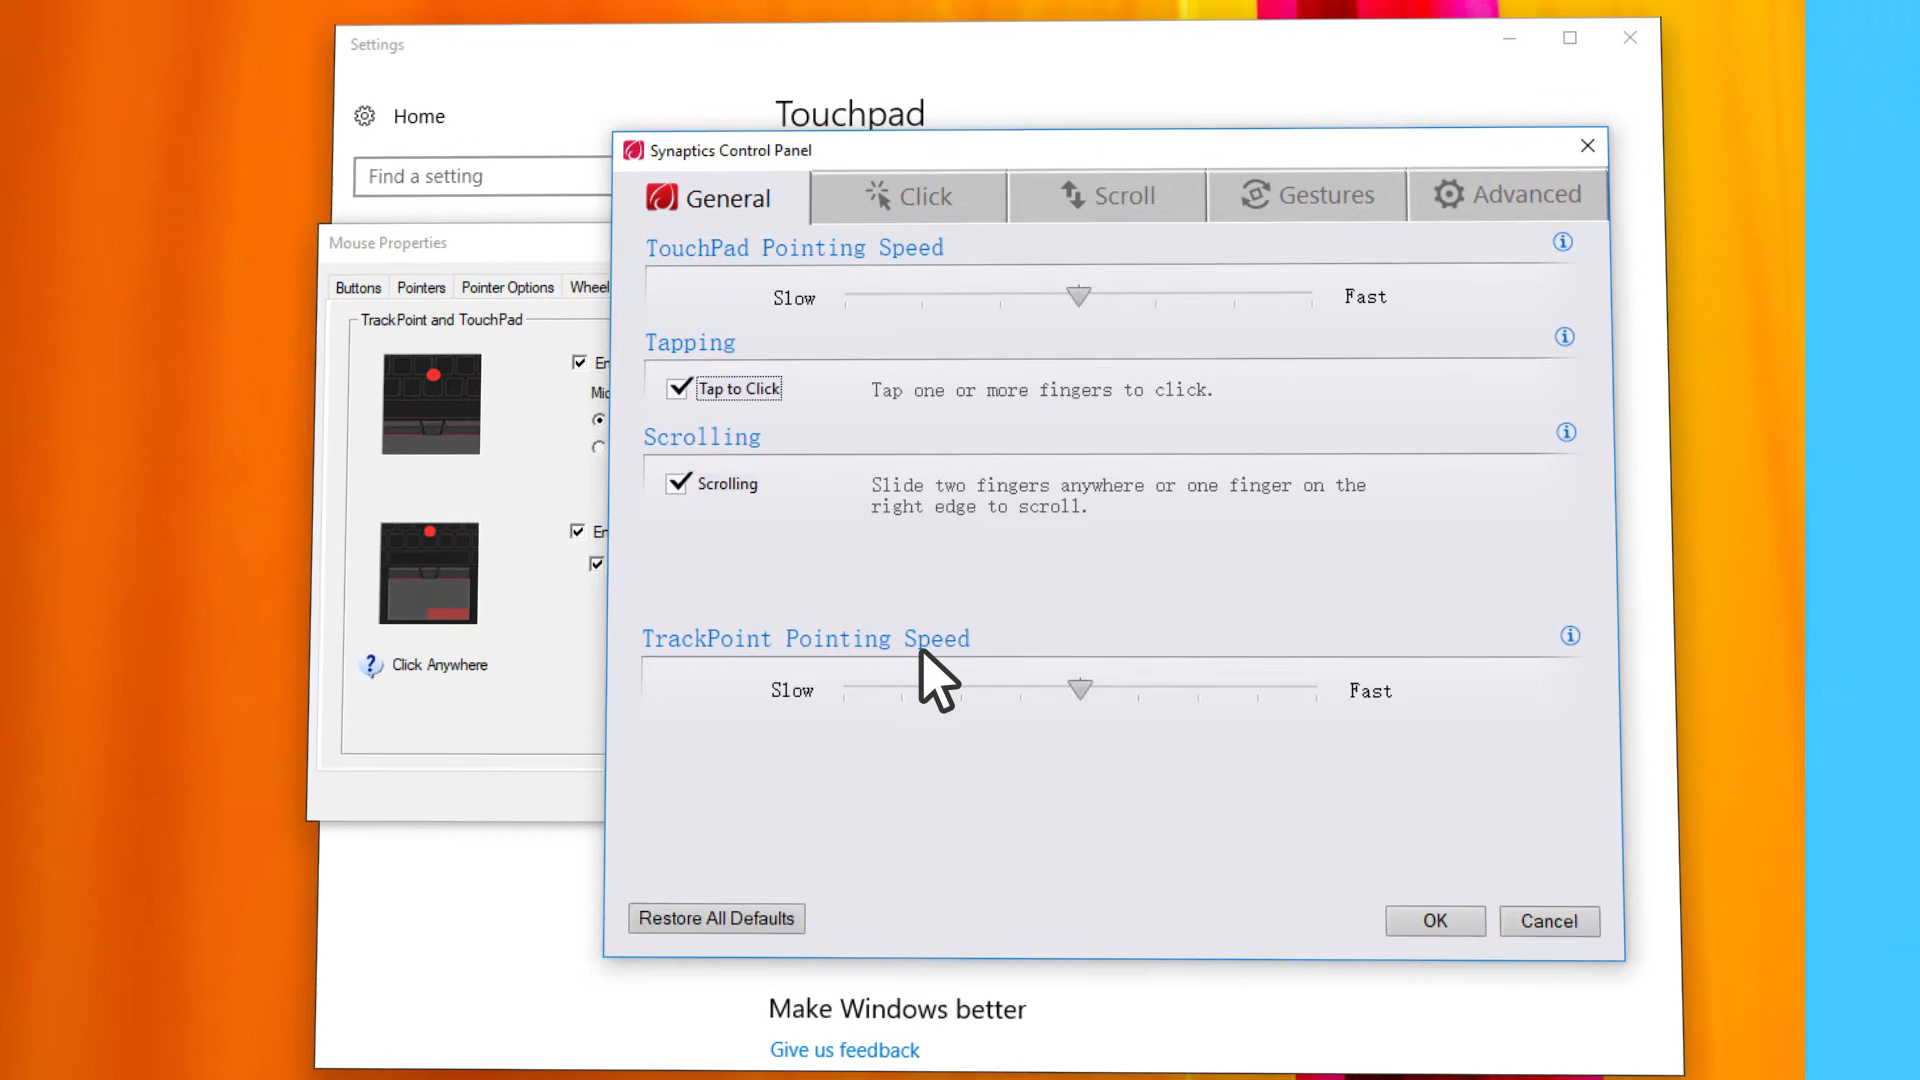 Settings
Home
Touchpad
Find a setting
Synaptics Control Panel
General
Click
Scroll
Gestures
Advanced
TouchPad Pointing Speed
Slow
Fast
Tapping
Tap to Click
Tap one or more fingers to click.
Scrolling
Scrolling
Slide two fingers anywhere or one finger on the
right edge to scroll.
TrackPoint Pointing Speed
Slow
Fast
Restore All Defaults
OK
Cancel
Mouse Properties
Buttons
Pointers
Pointer Options
Wheel
TrackPoint and TouchPad
Click Anywhere
Make Windows better
Give us feedback